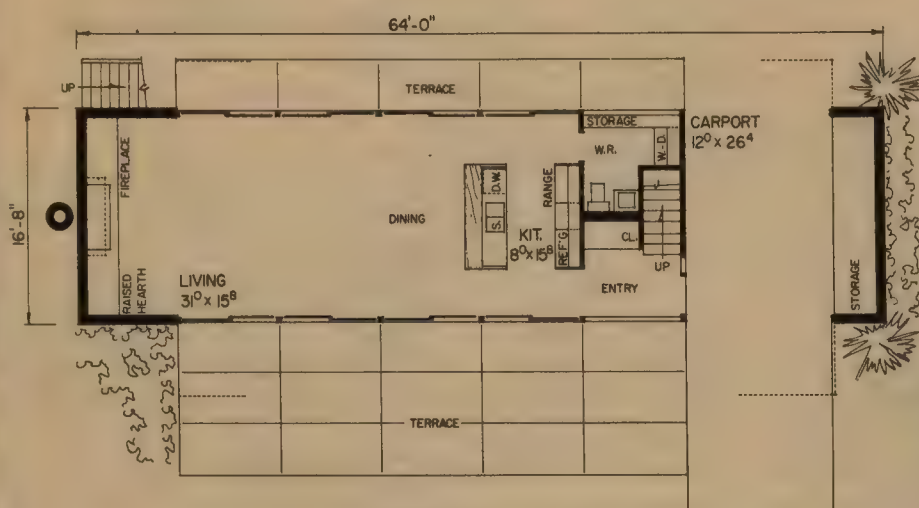 64'-0"
UP
TERRACE
STORAGE
CARPORT
12⁰ x 26⁴
W.R.
W.-D.
FIREPLACE
D.W.
RANGE
16'-8"
DINING
S.
KIT.
8⁰ x 15⁸
REF'G
CL.
UP
LIVING
31⁰ x 15⁸
RAISED
HEARTH
ENTRY
STORAGE
TERRACE